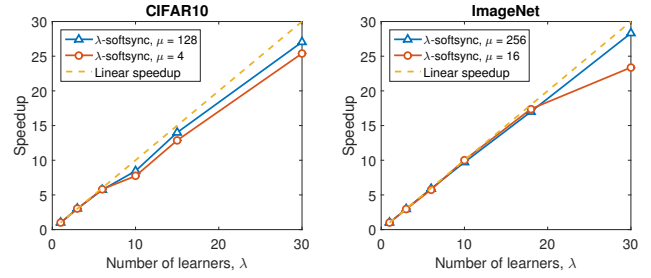 CIFAR10
30
25
20
15
10
5
0
Speedup
λ-softsync, μ = 128
λ-softsync, μ = 4
Linear speedup
0 10 20 30
Number of learners, λ
ImageNet
30
25
20
15
10
5
0
Speedup
λ-softsync, μ = 256
λ-softsync, μ = 16
Linear speedup
0 10 20 30
Number of learners, λ